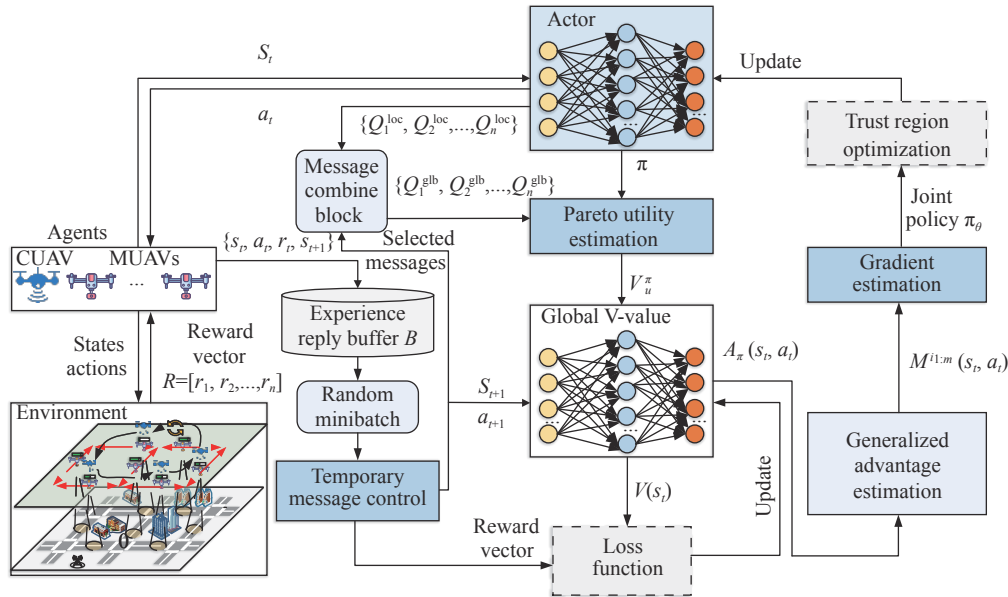 Actor
S_t
a_t
Update
{Q_1^loc, Q_2^loc,...,Q_n^loc}
...
...
Trust region
optimization
Message
combine
block
{Q_1^glb, Q_2^glb,...,Q_n^glb}
π
Joint
policy π_θ
Pareto utility
estimation
Agents
{s_t, a_t, r_t, s_{t+1}}
Selected
messages
CUAV
MUAVs
...
Gradient
estimation
V_u^π
Experience
reply buffer B
Global V-value
States
actions
Reward
vector
R=[r_1, r_2,...,r_n]
A_π (s_t, a_t)
M^{i1:m} (s_t, a_t)
Random
minibatch
S_{t+1}
a_{t+1}
...
...
Environment
Generalized
advantage
estimation
Temporary
message control
V(s_t)
Update
Reward
vector
Loss
function